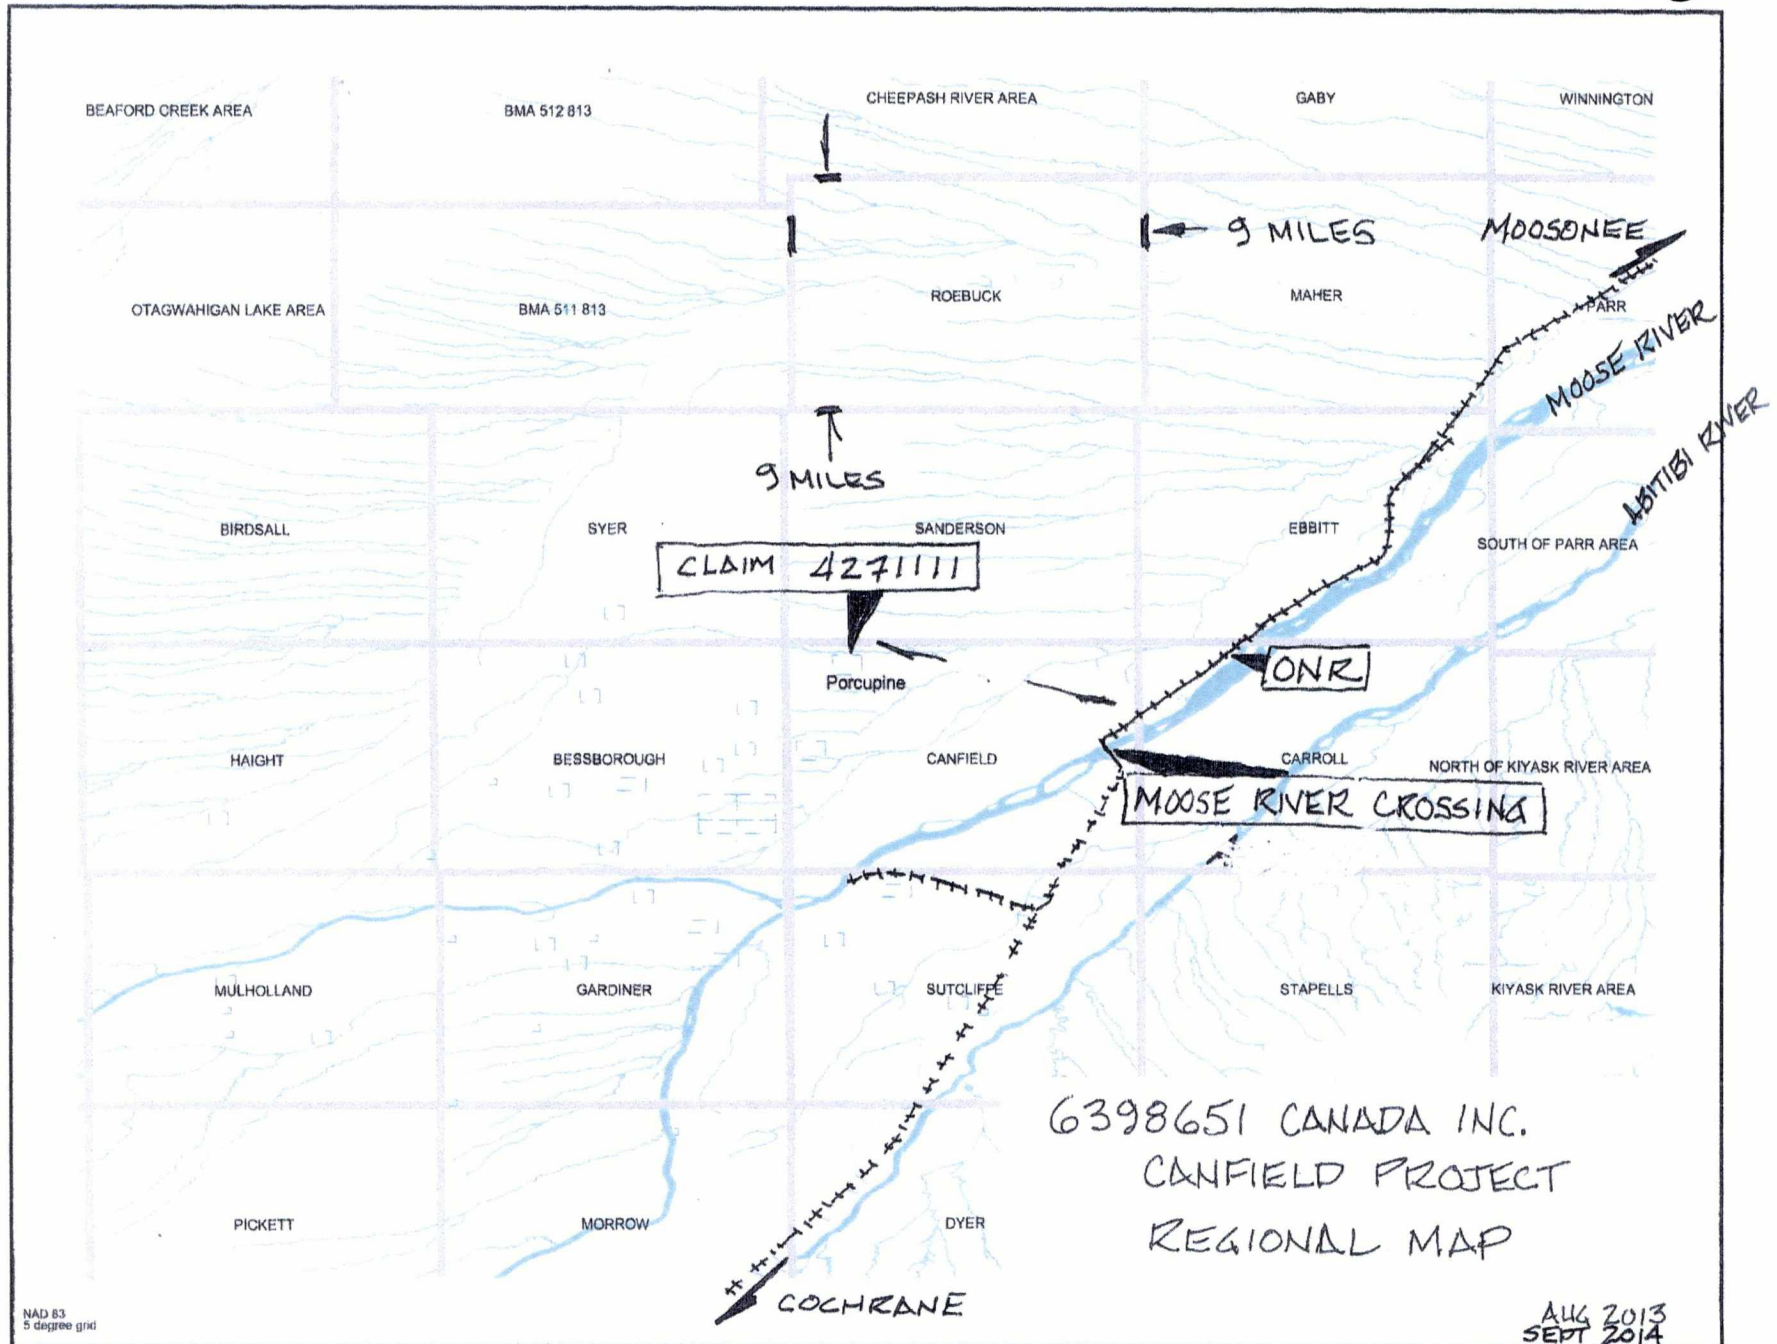 BEAFORD CREEK AREA
BMA 512 813
CHEEPASH RIVER AREA
GABY
WINNINGTON
9 MILES
MOOSONEE
OTAGWAHIGAN LAKE AREA
BMA 511 813
ROEBUCK
MAHER
PARR
MOOSE RIVER
ABITIBI RIVER
9 MILES
BIRDSALL
SYER
SANDERSON
EBBITT
SOUTH OF PARR AREA
CLAIM 4271111
ONR
Porcupine
HAIGHT
BESSBOROUGH
CANFIELD
CARROLL
NORTH OF KIYASK RIVER AREA
MOOSE RIVER CROSSING
MULHOLLAND
GARDINER
SUTCLIFFE
STAPELLS
KIYASK RIVER AREA
6398651 CANADA INC.
CANFIELD PROJECT
REGIONAL MAP
PICKETT
MORROW
DYER
COCHRANE
NAD 83
5 degree grid
AUG 2013
SEPT 2014